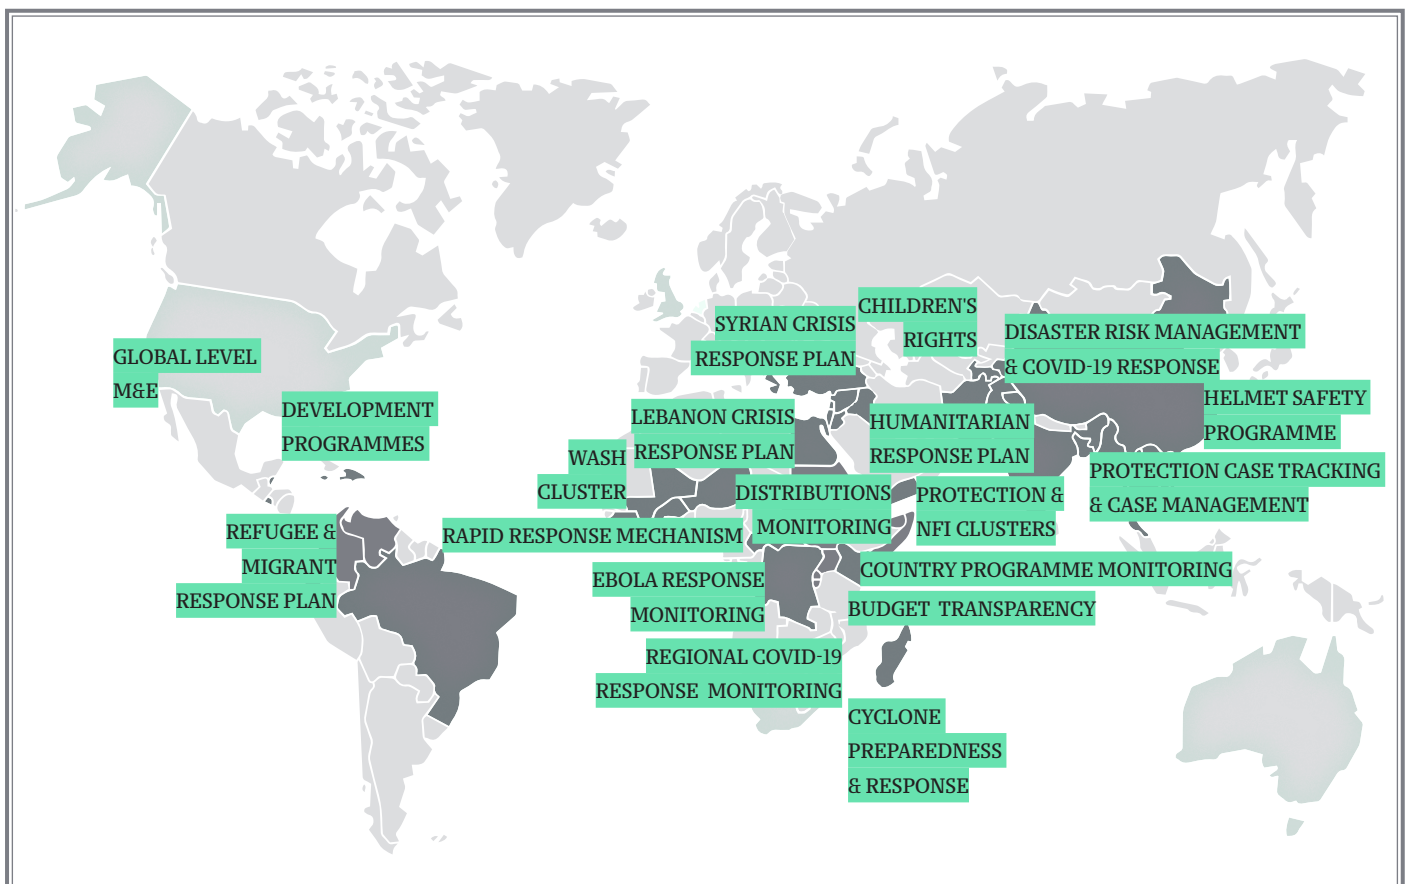 GLOBAL LEVEL
M&E
DEVELOPMENT
PROGRAMMES
REFUGEE &
MIGRANT
RESPONSE PLAN
SYRIAN CRISIS
RESPONSE PLAN
CHILDREN'S
RIGHTS
DISASTER RISK MANAGEMENT
& COVID-19 RESPONSE
HELMET SAFETY
PROGRAMME
LEBANON CRISIS
RESPONSE PLAN
HUMANITARIAN
RESPONSE PLAN
WASH
CLUSTER
PROTECTION CASE TRACKING
& CASE MANAGEMENT
DISTRIBUTIONS
MONITORING
PROTECTION &
NFI CLUSTERS
RAPID RESPONSE MECHANISM
EBOLA RESPONSE
MONITORING
COUNTRY PROGRAMME MONITORING
BUDGET TRANSPARENCY
REGIONAL COVID-19
RESPONSE MONITORING
CYCLONE
PREPAREDNESS
& RESPONSE